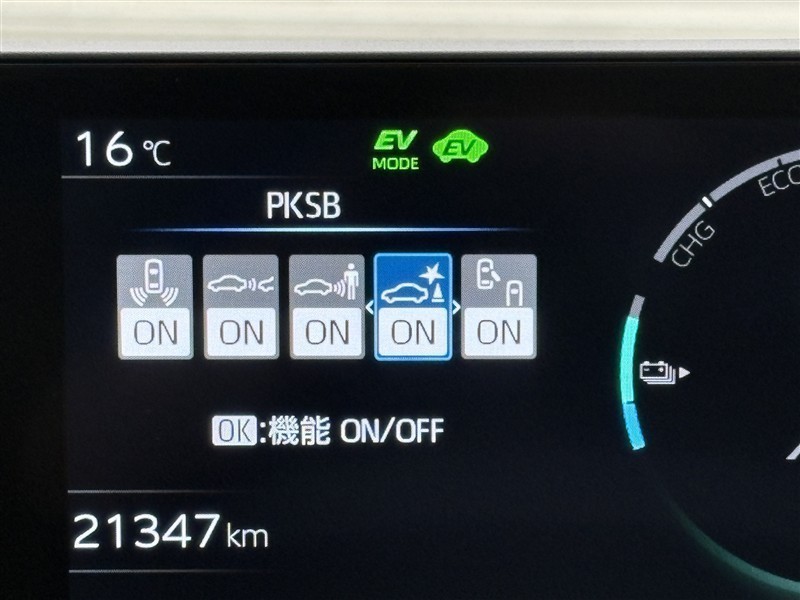 16℃
EV MODE
EV
PKSB
ON ON ON ON ON
OK:機能 ON/OFF
21347km
CHG
ECO